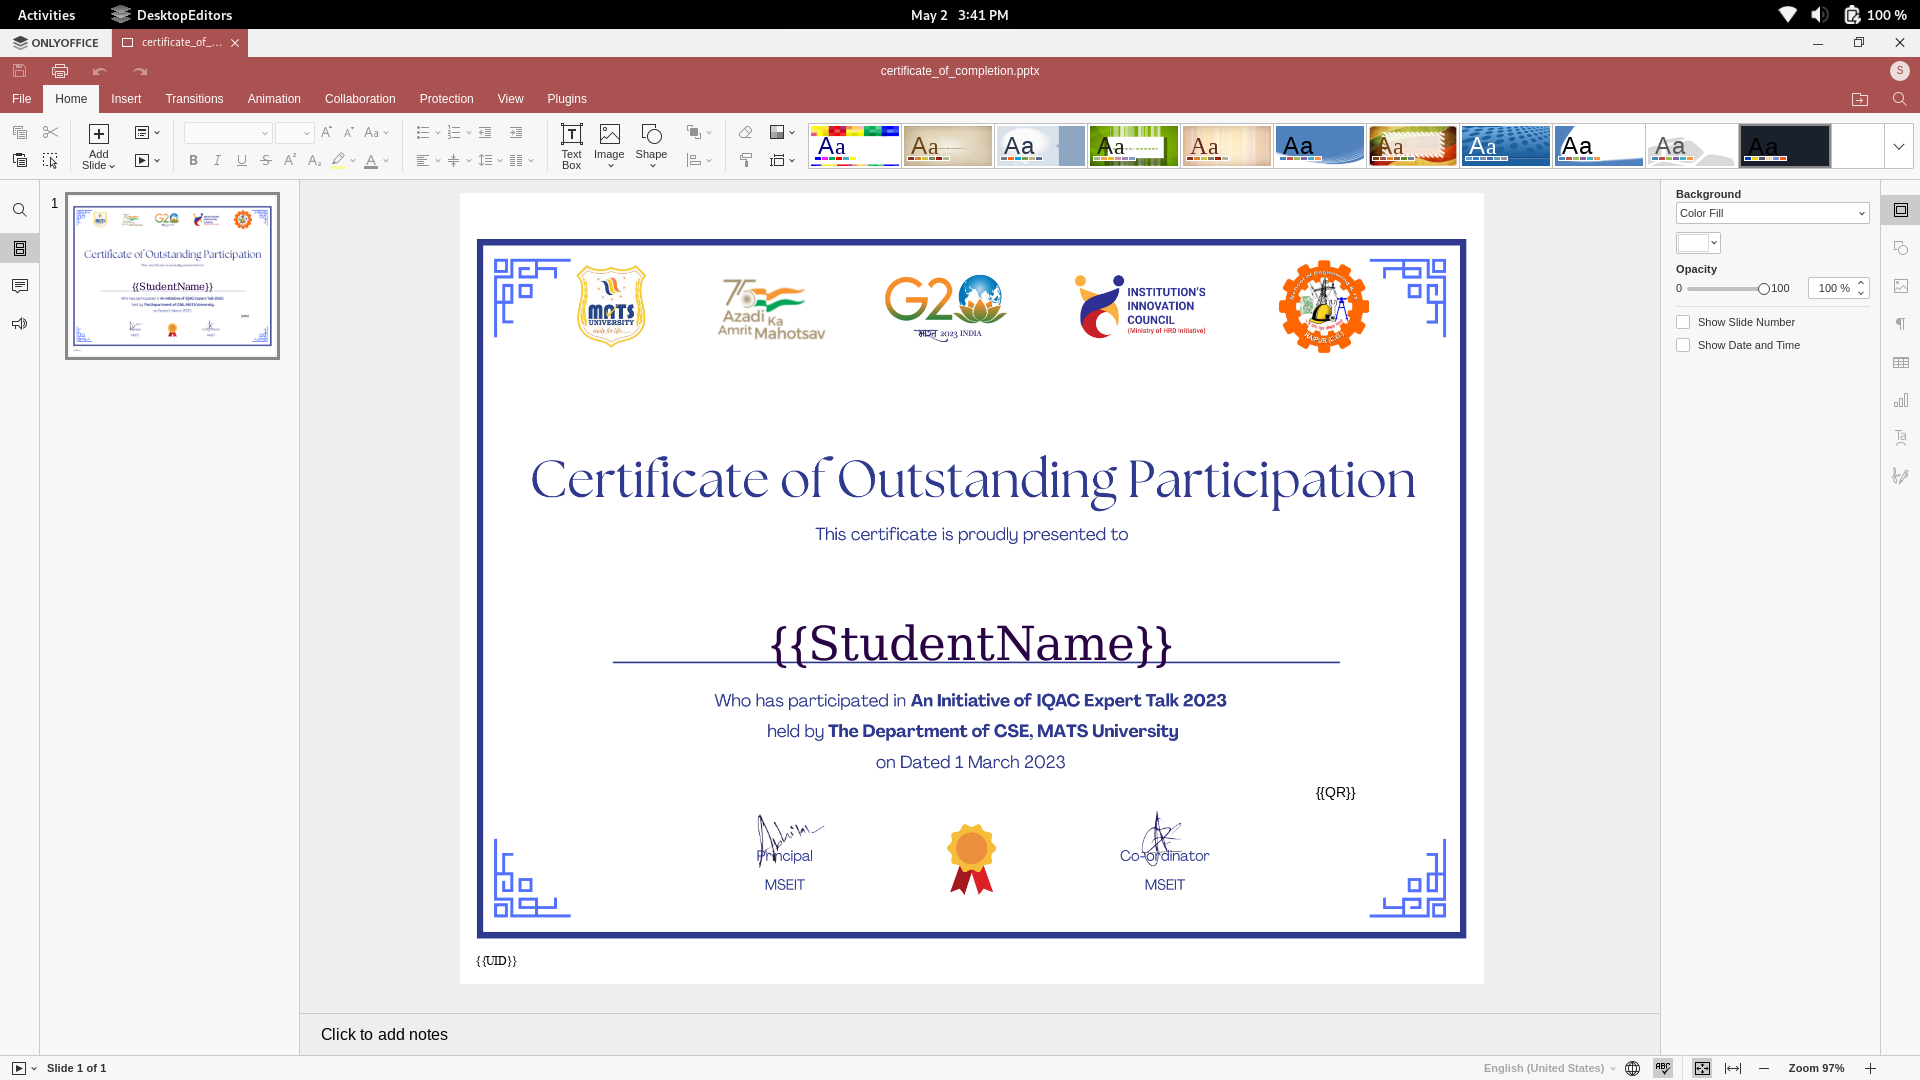 Activities DesktopEditors May 2 3:41 PM 100 %
ONLYOFFICE certificate_of_...
certificate_of_completion.pptx S
File Home Insert Transitions Animation Collaboration Protection View Plugins
Add Slide Text Box Image Shape
Aa Aa Aa Aa Aa Aa Aa Aa Aa Aa Aa
1
Background
Color Fill
Opacity
0 100 100 %
Show Slide Number
Show Date and Time
MATS
UNIVERSITY
made for life......
75
Azadi Ka
Amrit Mahotsav
G20
भारत 2023 INDIA
INSTITUTION'S
INNOVATION
COUNCIL
(Ministry of HRD Initiative)
RAIPUR (C.G.)
Certificate of Outstanding Participation
This certificate is proudly presented to
{{StudentName}}
Who has participated in An Initiative of IQAC Expert Talk 2023
held by The Department of CSE, MATS University
on Dated 1 March 2023
{{QR}}
Principal
MSEIT
Co-ordinator
MSEIT
{{UID}}
Click to add notes
Slide 1 of 1 English (United States) ABC Zoom 97%